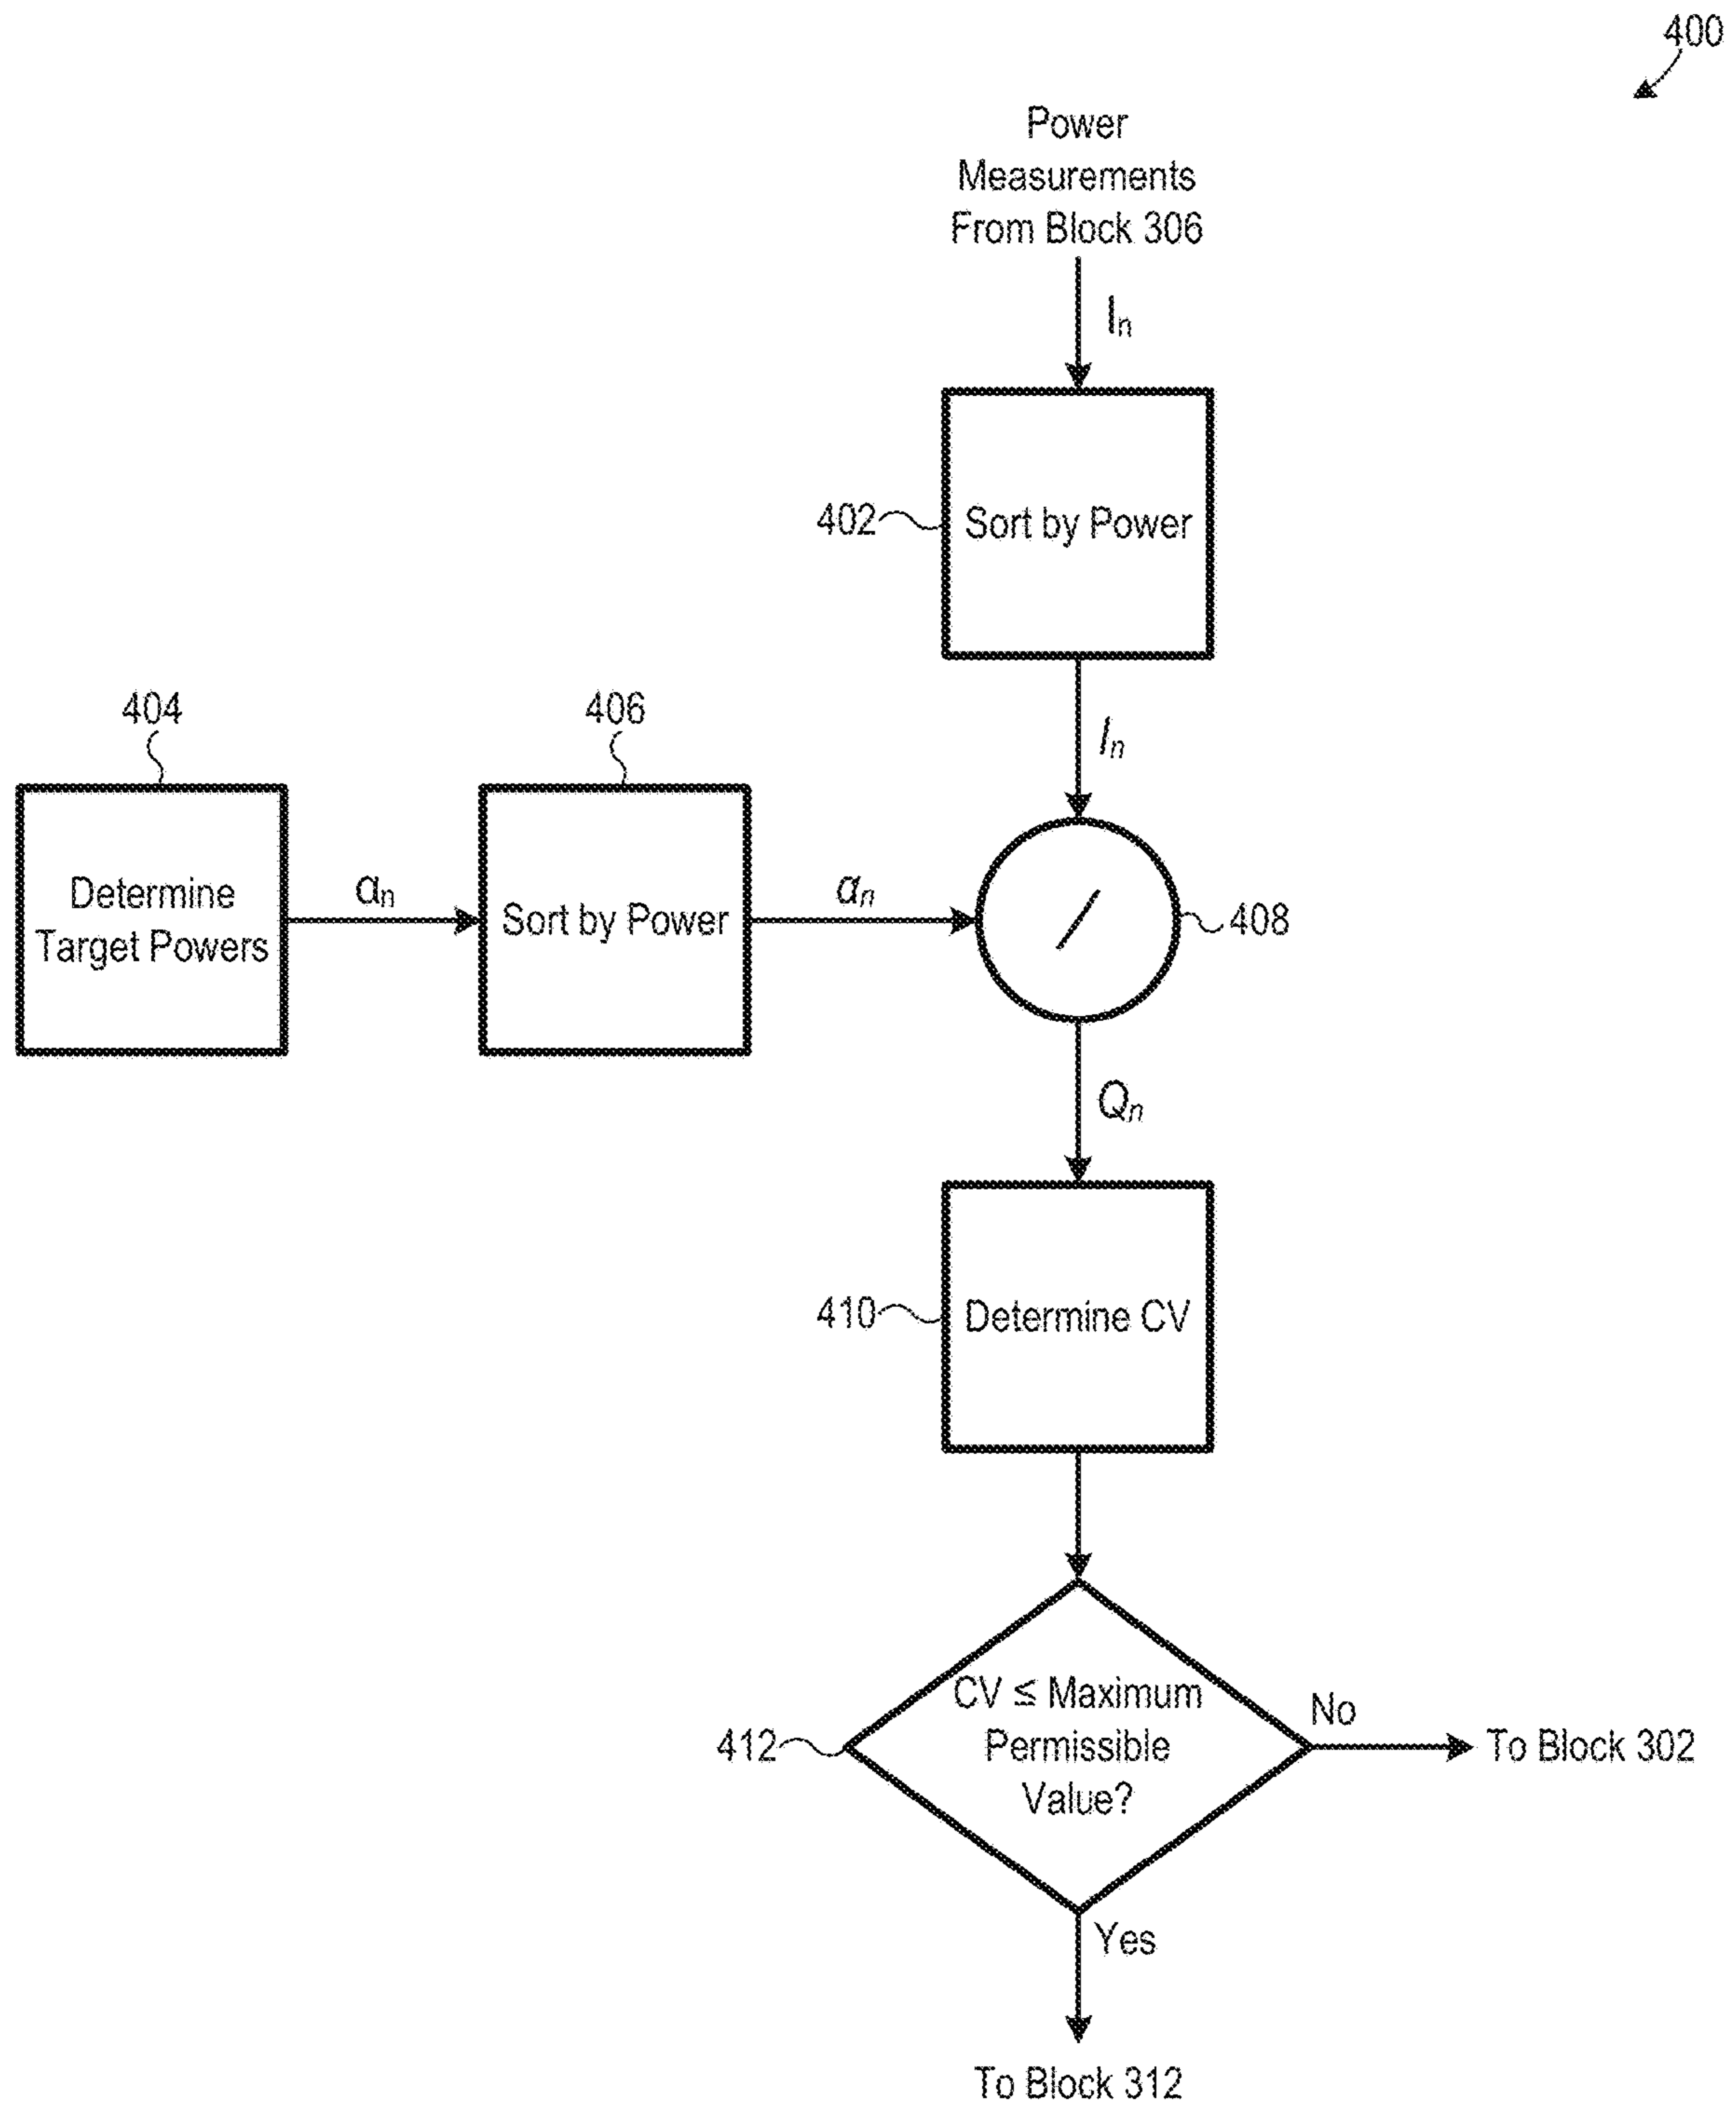 400
Power
Measurements
From Block 306
Iₙ
402
Sort by Power
Iₙ
404
406
Determine
Target Powers
αₙ
Sort by Power
αₙ
/
408
Qₙ
410
Determine CV
CV ≤ Maximum
Permissible
Value?
412
No
To Block 302
Yes
To Block 312